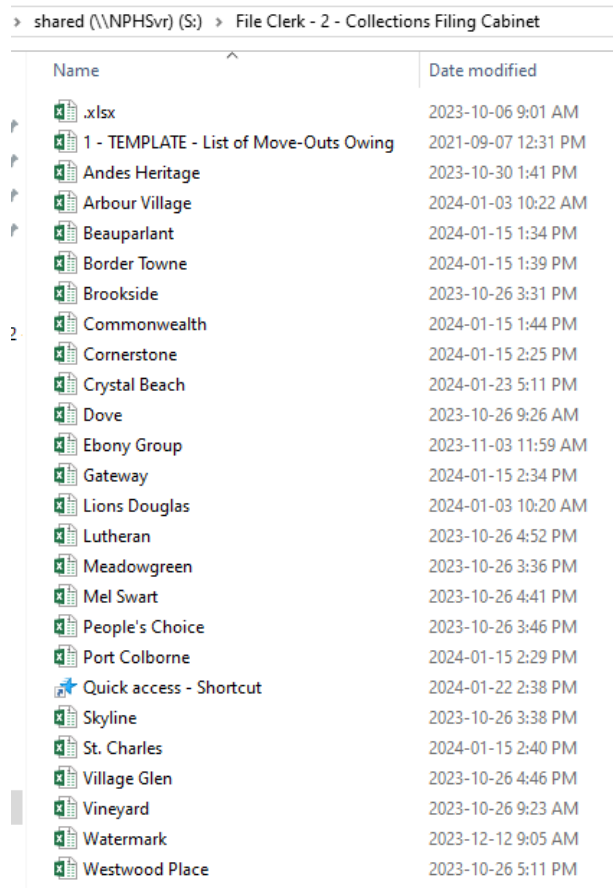 shared (\\NPHSvr) (S:) > File Clerk - 2 - Collections Filing Cabinet
Name Date modified
.xlsx 2023-10-06 9:01 AM
1 - TEMPLATE - List of Move-Outs Owing 2021-09-07 12:31 PM
Andes Heritage 2023-10-30 1:41 PM
Arbour Village 2024-01-03 10:22 AM
Beauparlant 2024-01-15 1:34 PM
Border Towne 2024-01-15 1:39 PM
Brookside 2023-10-26 3:31 PM
Commonwealth 2024-01-15 1:44 PM
Cornerstone 2024-01-15 2:25 PM
Crystal Beach 2024-01-23 5:11 PM
Dove 2023-10-26 9:26 AM
Ebony Group 2023-11-03 11:59 AM
Gateway 2024-01-15 2:34 PM
Lions Douglas 2024-01-03 10:20 AM
Lutheran 2023-10-26 4:52 PM
Meadowgreen 2023-10-26 3:36 PM
Mel Swart 2023-10-26 4:41 PM
People's Choice 2023-10-26 3:46 PM
Port Colborne 2024-01-15 2:29 PM
Quick access - Shortcut 2024-01-22 2:38 PM
Skyline 2023-10-26 3:38 PM
St. Charles 2024-01-15 2:40 PM
Village Glen 2023-10-26 4:46 PM
Vineyard 2023-10-26 9:23 AM
Watermark 2023-12-12 9:05 AM
Westwood Place 2023-10-26 5:11 PM
2